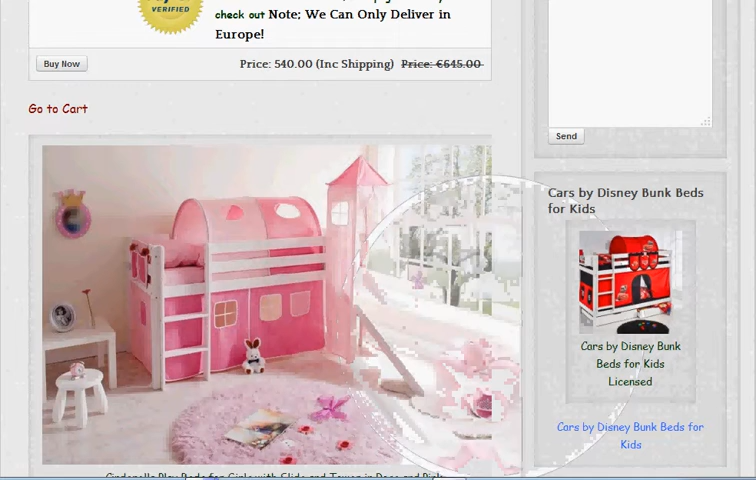 VERIFIED
check out Note; We Can Only Deliver in
Europe!
Buy Now
Price: 540.00 (Inc Shipping) Price: €645.00
Go to Cart
Send
Cars by Disney Bunk Beds
for Kids
Cars by Disney Bunk
Beds for Kids
Licensed
Cars by Disney Bunk Beds for
Kids